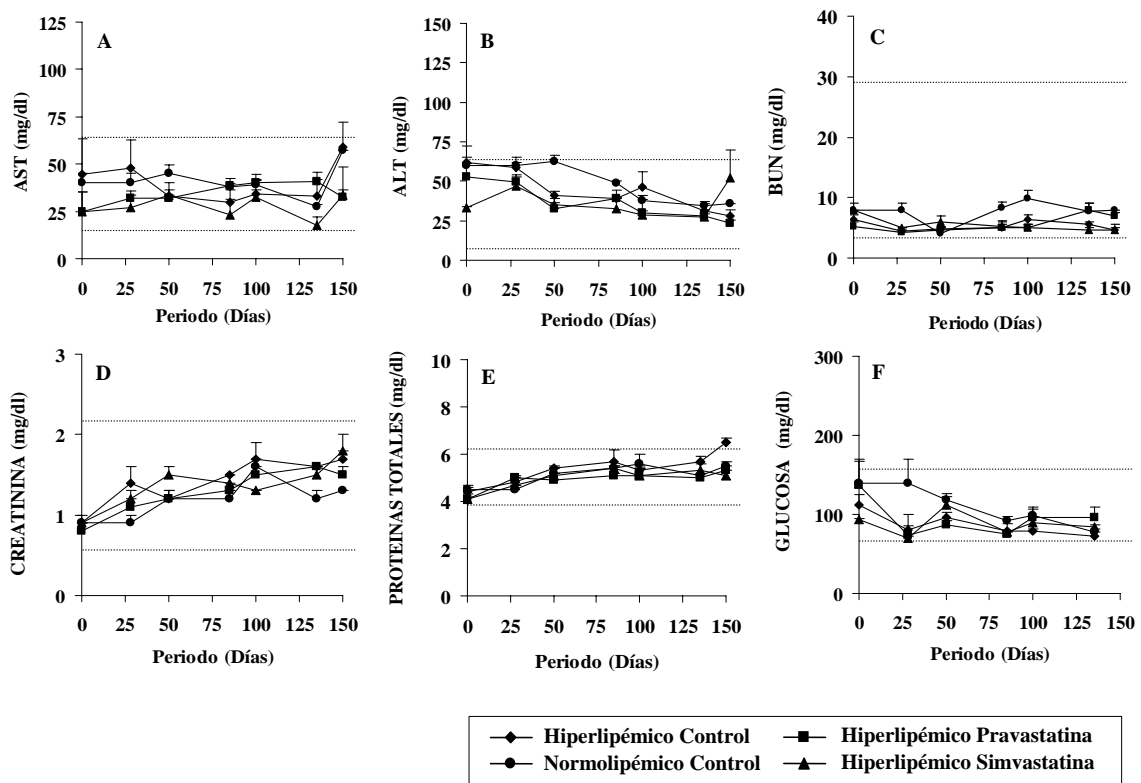 A
AST (mg/dl)
125
100
75
50
25
0
0 25 50 75 100 125 150
Periodo (Días)
B
ALT (mg/dl)
150
125
100
75
50
25
0
0 25 50 75 100 125 150
Periodo (Días)
C
BUN (mg/dl)
40
30
20
10
0
0 25 50 75 100 125 150
Periodo (Días)
D
CREATININA (mg/dl)
3
2
1
0
0 25 50 75 100 125 150
Periodo (Días)
E
PROTEINAS TOTALES (mg/dl)
10
8
6
4
2
0
0 25 50 75 100 125 150
Periodo (Días)
F
GLUCOSA (mg/dl)
300
200
100
0
0 25 50 75 100 125 150
Periodo (Días)
Hiperlipémico Control
Hiperlipémico Pravastatina
Normolipémico Control
Hiperlipémico Simvastatina